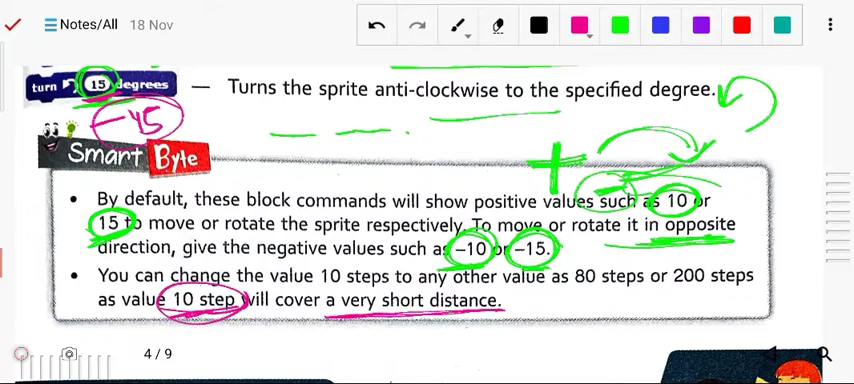 Notes/All 18 Nov
turn 15 degrees — Turns the sprite anti-clockwise to the specified degree.
-15
Smart Byte
+
• By default, these block commands will show positive values such as 10 or
15 to move or rotate the sprite respectively. To move or rotate it in opposite
direction, give the negative values such as –10 or –15.
• You can change the value 10 steps to any other value as 80 steps or 200 steps
as value 10 step will cover a very short distance.
4 / 9